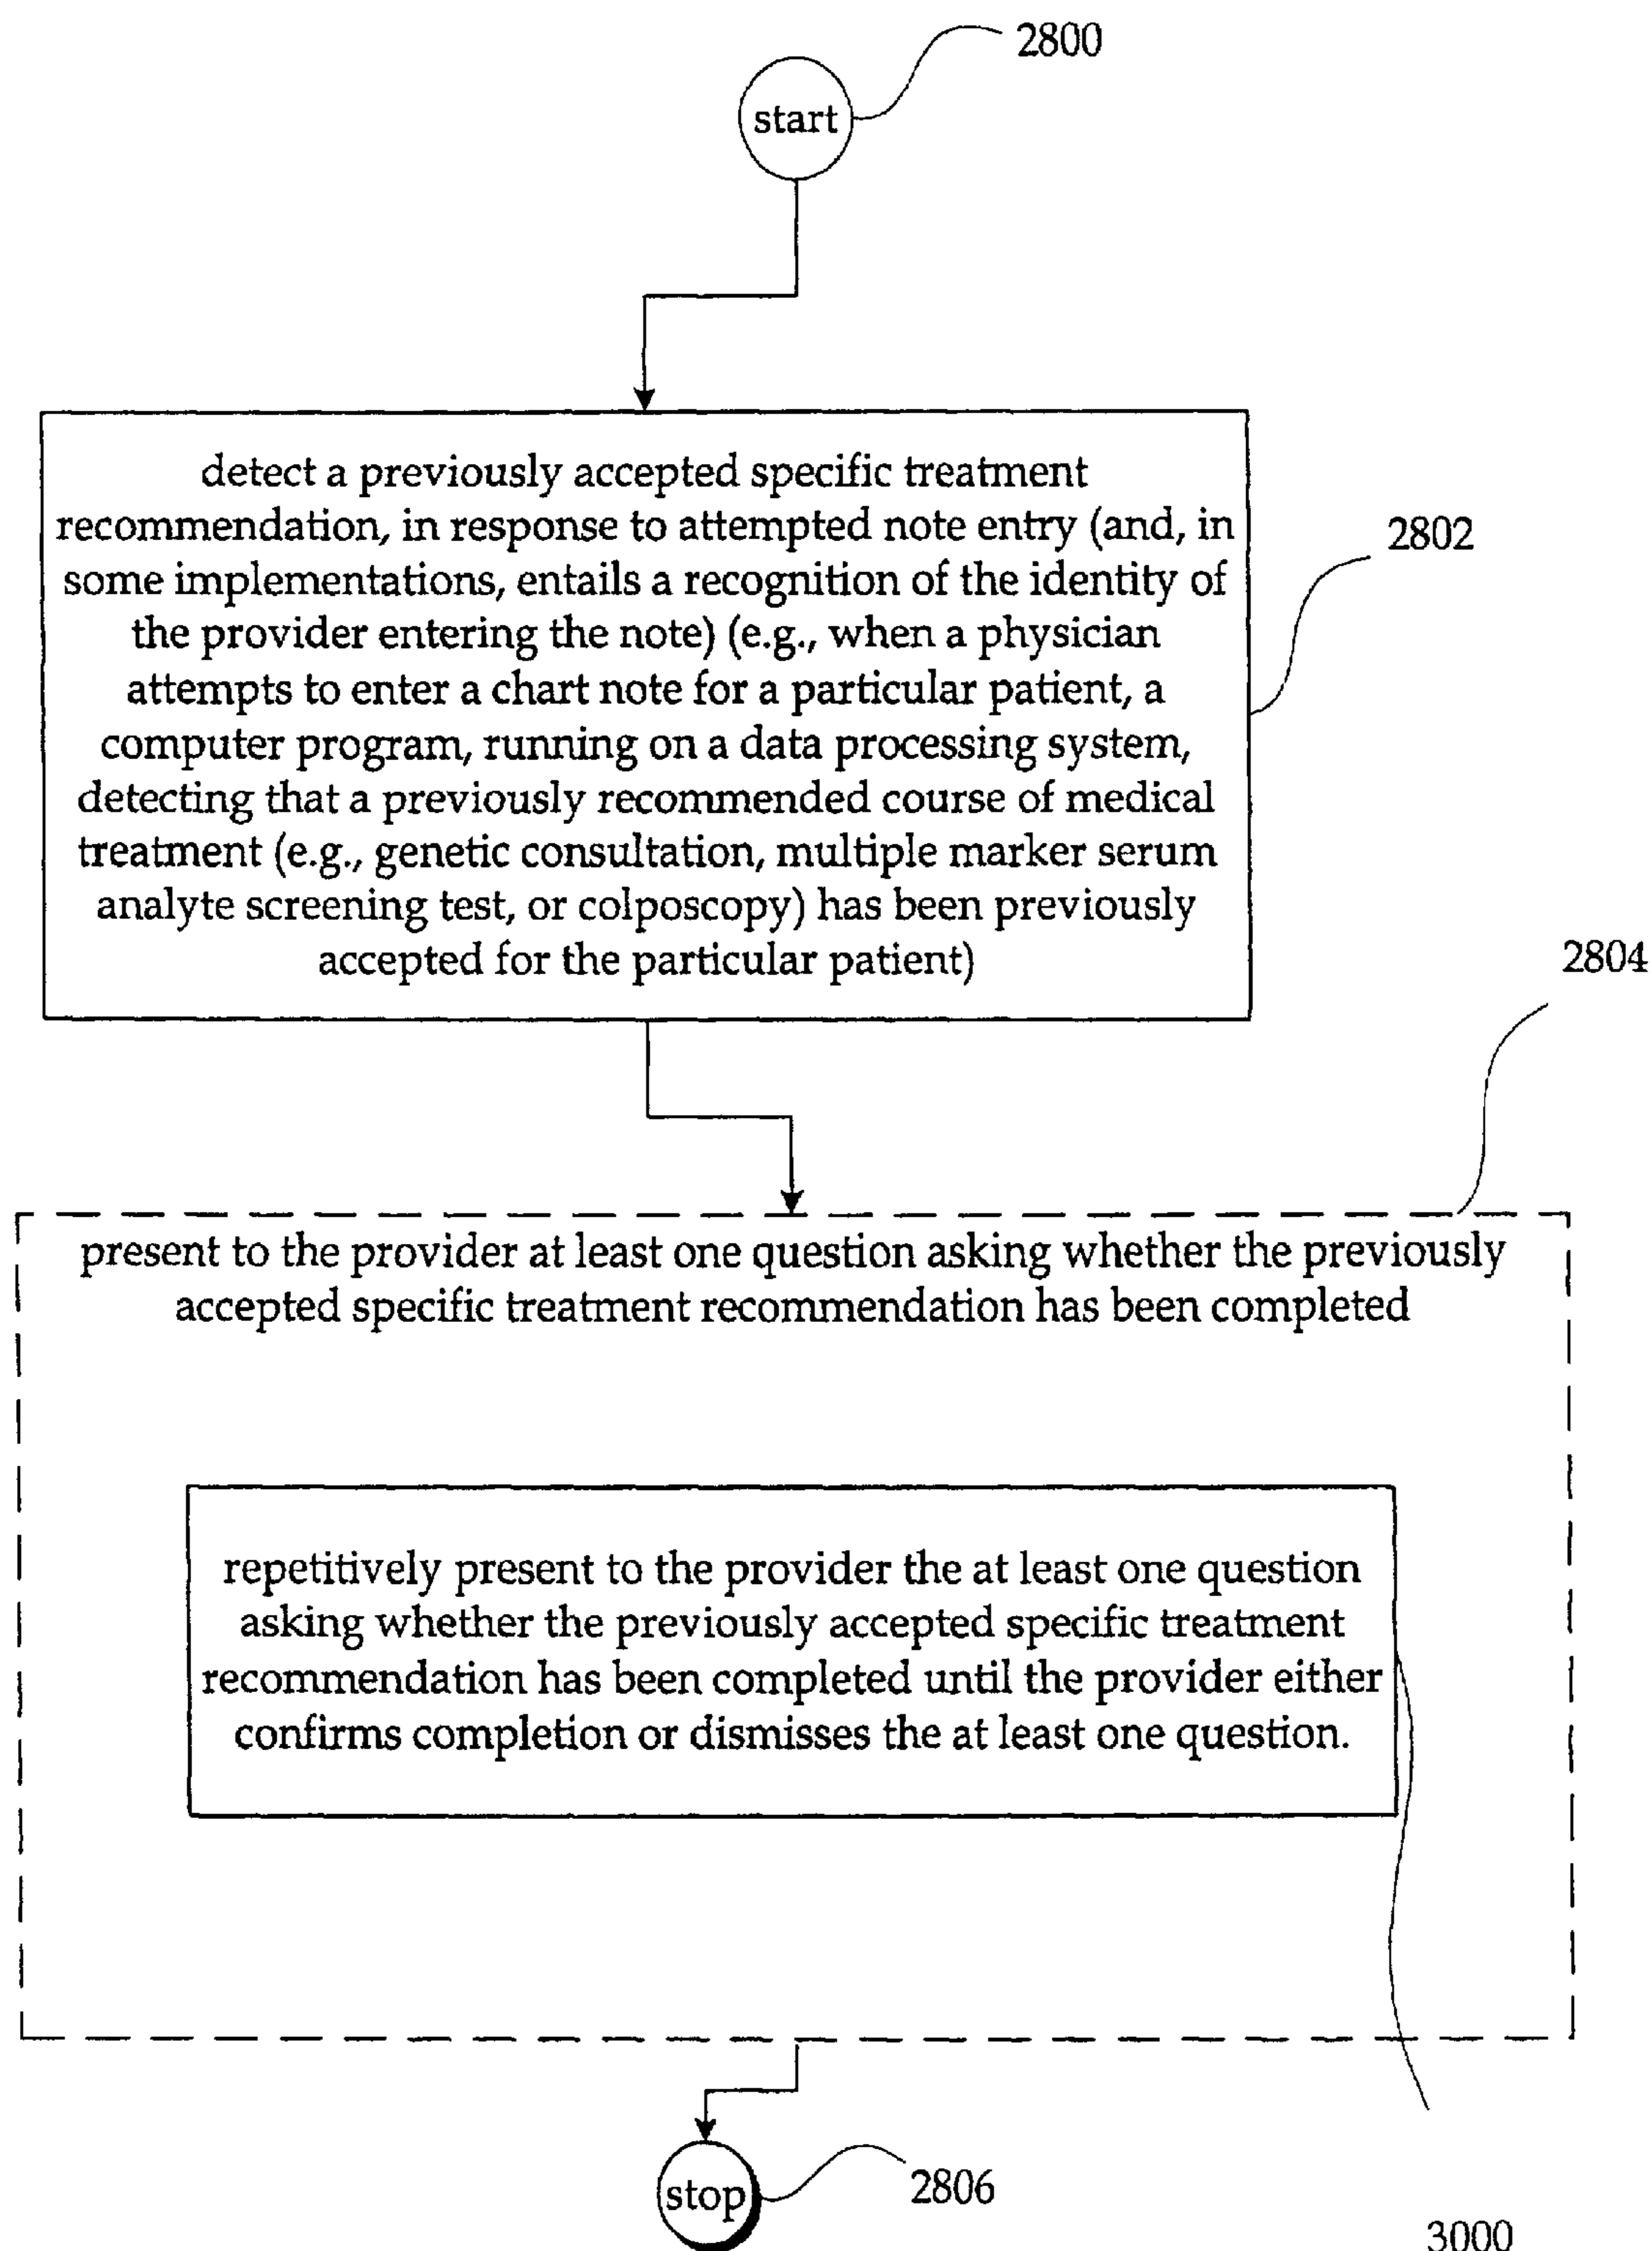 2800
start
detect a previously accepted specific treatment
recommendation, in response to attempted note entry (and, in
some implementations, entails a recognition of the identity of
the provider entering the note) (e.g., when a physician
attempts to enter a chart note for a particular patient, a
computer program, running on a data processing system,
detecting that a previously recommended course of medical
treatment (e.g., genetic consultation, multiple marker serum
analyte screening test, or colposcopy) has been previously
accepted for the particular patient)
2802
2804
present to the provider at least one question asking whether the previously
accepted specific treatment recommendation has been completed
repetitively present to the provider the at least one question
asking whether the previously accepted specific treatment
recommendation has been completed until the provider either
confirms completion or dismisses the at least one question.
stop
2806
3000